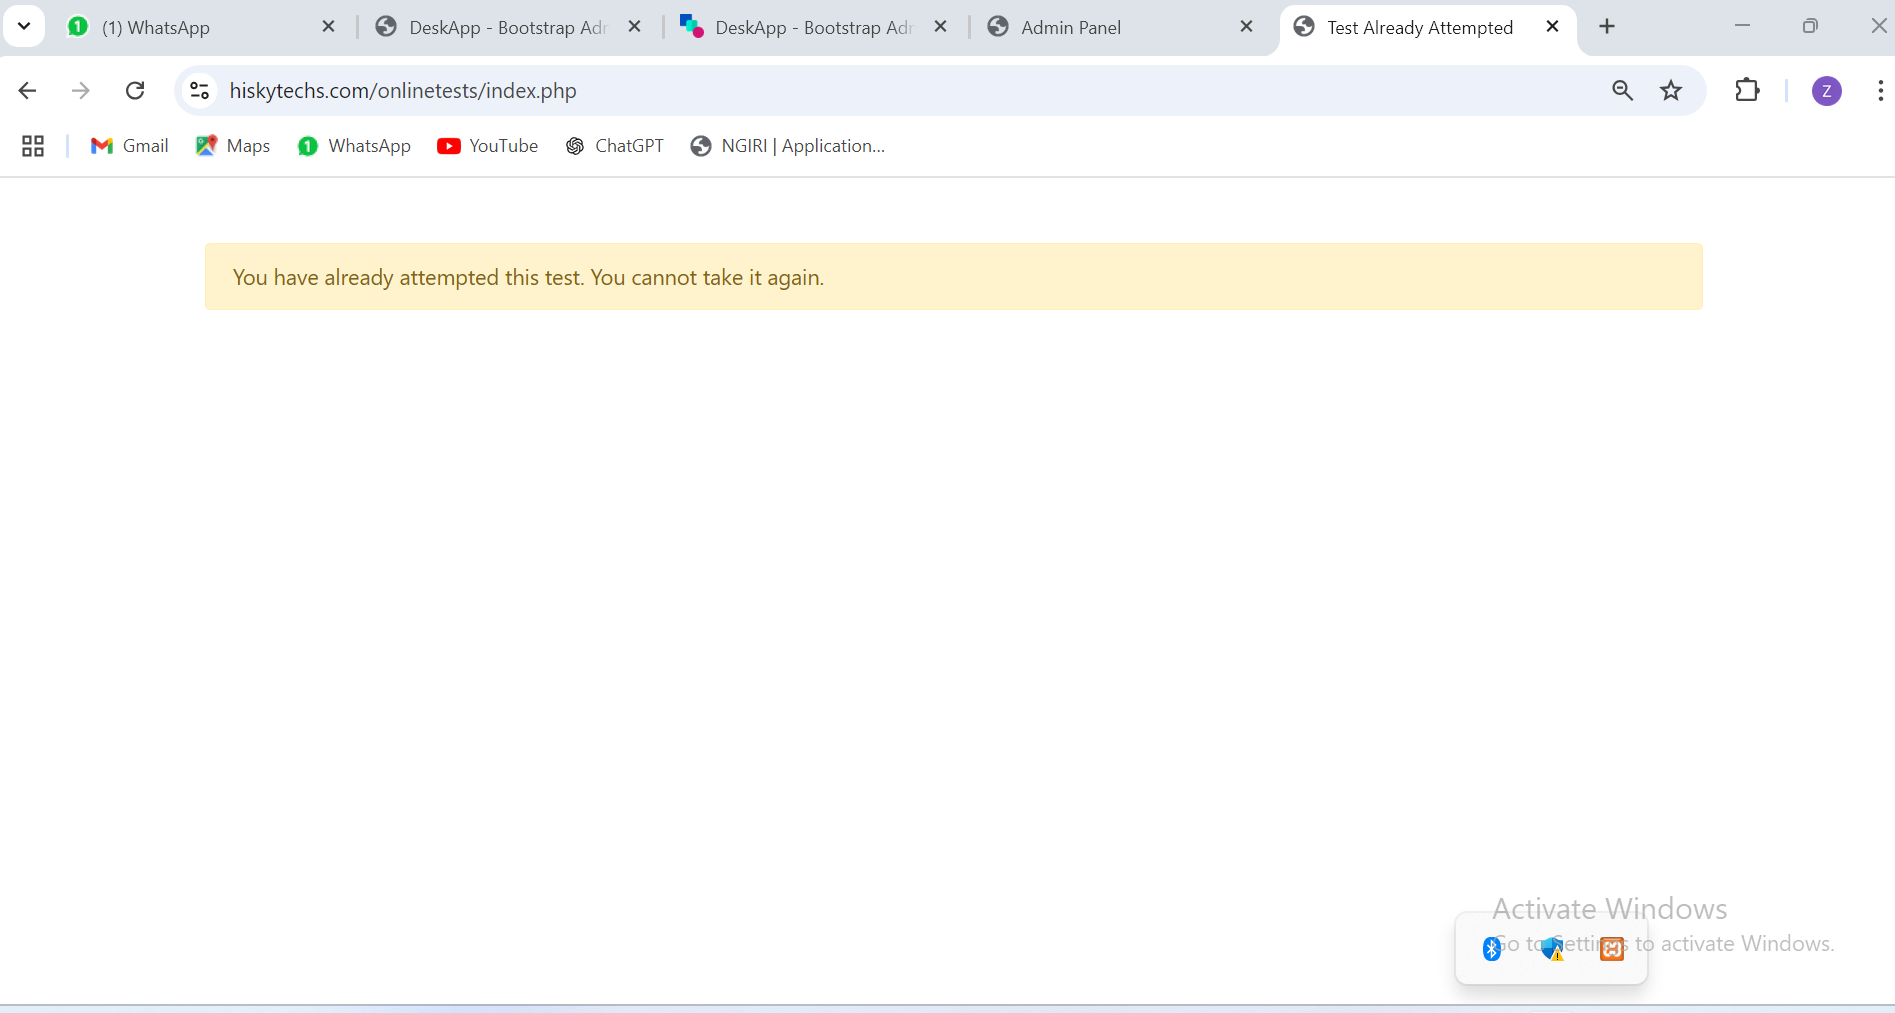 (1) WhatsApp
DeskApp - Bootstrap Adr
DeskApp - Bootstrap Adr
Admin Panel
Test Already Attempted
hiskytechs.com/onlinetests/index.php
Z
Gmail
Maps
1 WhatsApp
YouTube
ChatGPT
NGIRI | Application...
You have already attempted this test. You cannot take it again.
Activate Windows
Go to Settings to activate Windows.